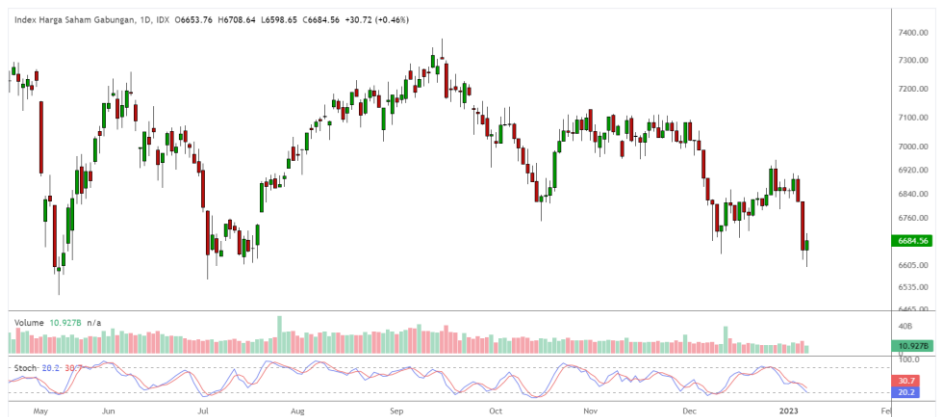 Index Harga Saham Gabungan, 1D, IDX O6653.76 H6708.64 L6598.65 C6684.56 +30.72 (+0.46%)
7400.00
7300.00
7200.00
7100.00
7000.00
6920.00
6840.00
6760.00
6684.56
6605.00
6535.00
6465.00
Volume 10.927B n/a
40B
10.927B
0
Stoch 20.2 30.7
100.0
30.7
20.2
May Jun Jul Aug Sep Oct Nov Dec 2023 Fel